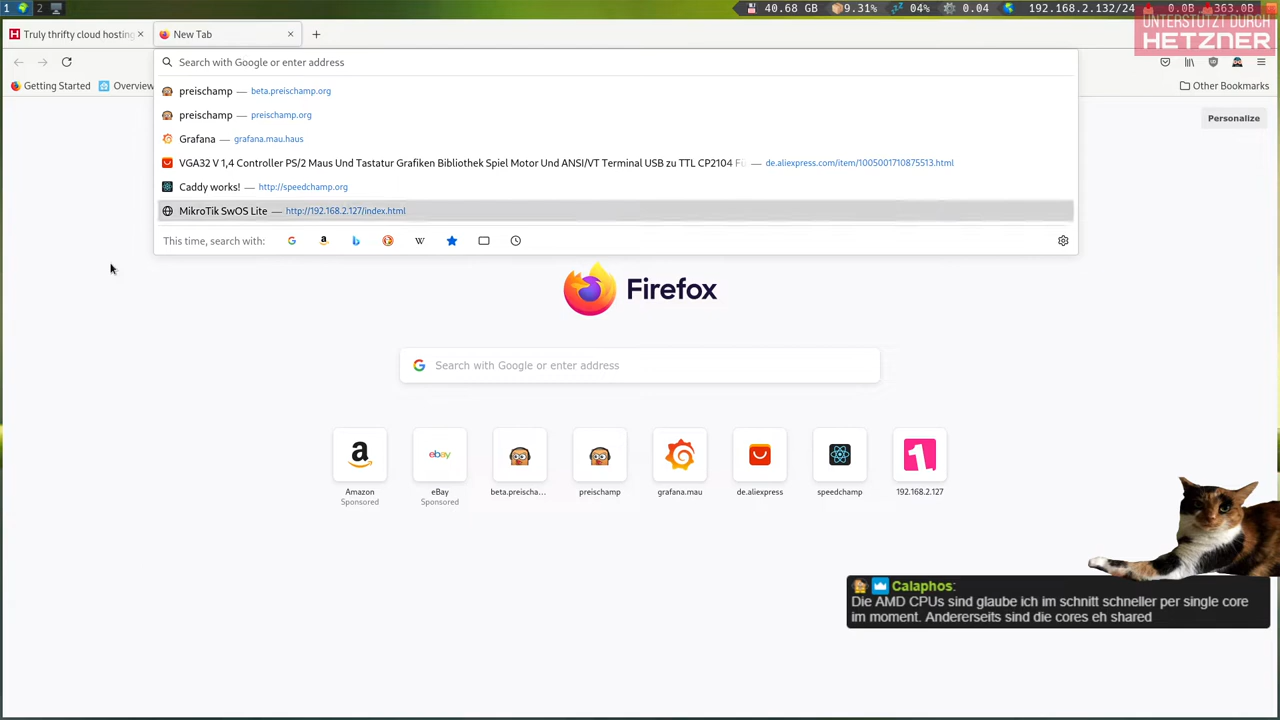 1 2 40.68 GB 9.31% 04% 0.04 192.168.2.132/24 0.0B 363.0B
UNTERSTÜTZT DURCH
HETZNER
Truly thrifty cloud hosting × New Tab × +
Search with Google or enter address
Getting Started Overview Other Bookmarks
preischamp — beta.preischamp.org
preischamp — preischamp.org
Personalize
Grafana — grafana.mau.haus
VGA32 V 1,4 Controller PS/2 Maus Und Tastatur Grafiken Bibliothek Spiel Motor Und ANSI/VT Terminal USB zu TTL CP2104 — de.aliexpress.com/item/1005001710875513.html
Caddy works! — http://speedchamp.org
MikroTik SwOS Lite — http://192.168.2.127/index.html
This time, search with:
Firefox
Search with Google or enter address
Amazon eBay beta.preischa... preischamp grafana.mau de.aliexpress speedchamp 192.168.2.127
Sponsored Sponsored
Calaphos:
Die AMD CPUs sind glaube ich im schnitt schneller per single core
im moment. Andererseits sind die cores eh shared